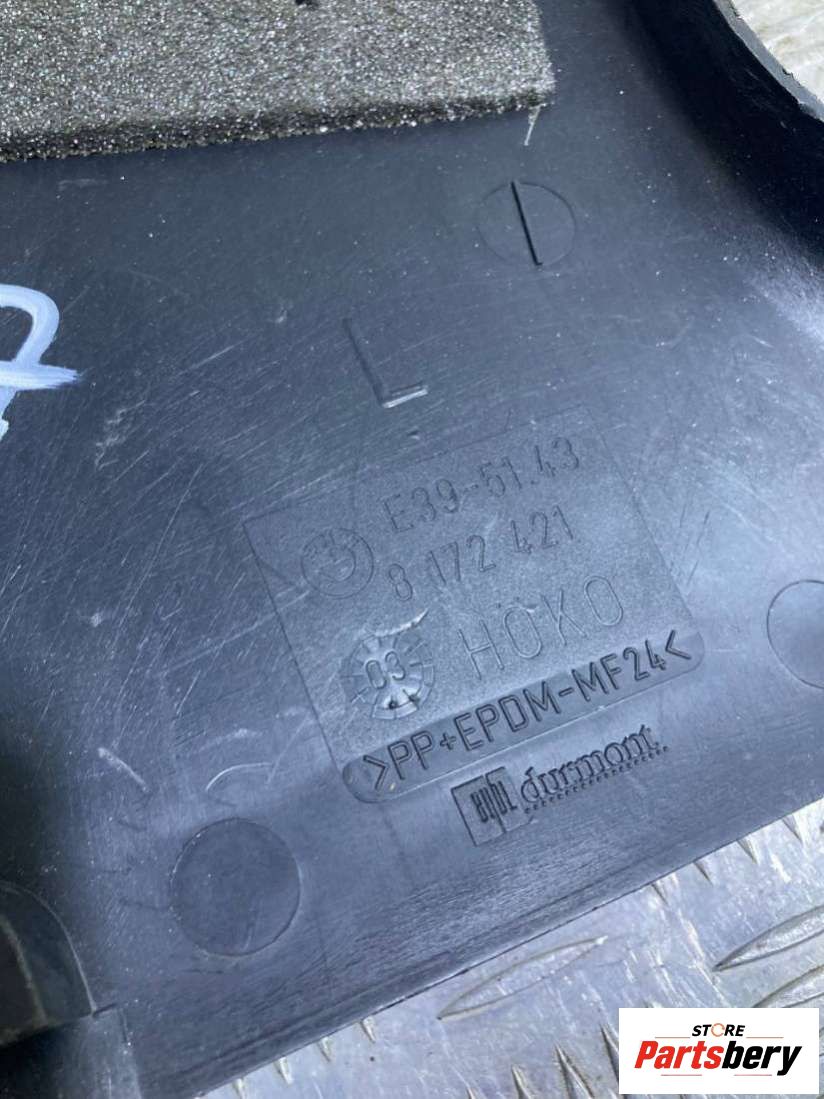 L
E39-51.43
8 172 421
03 HÖKO
>PP+EPDM-MF24<
durmont
STORE
Partsbery